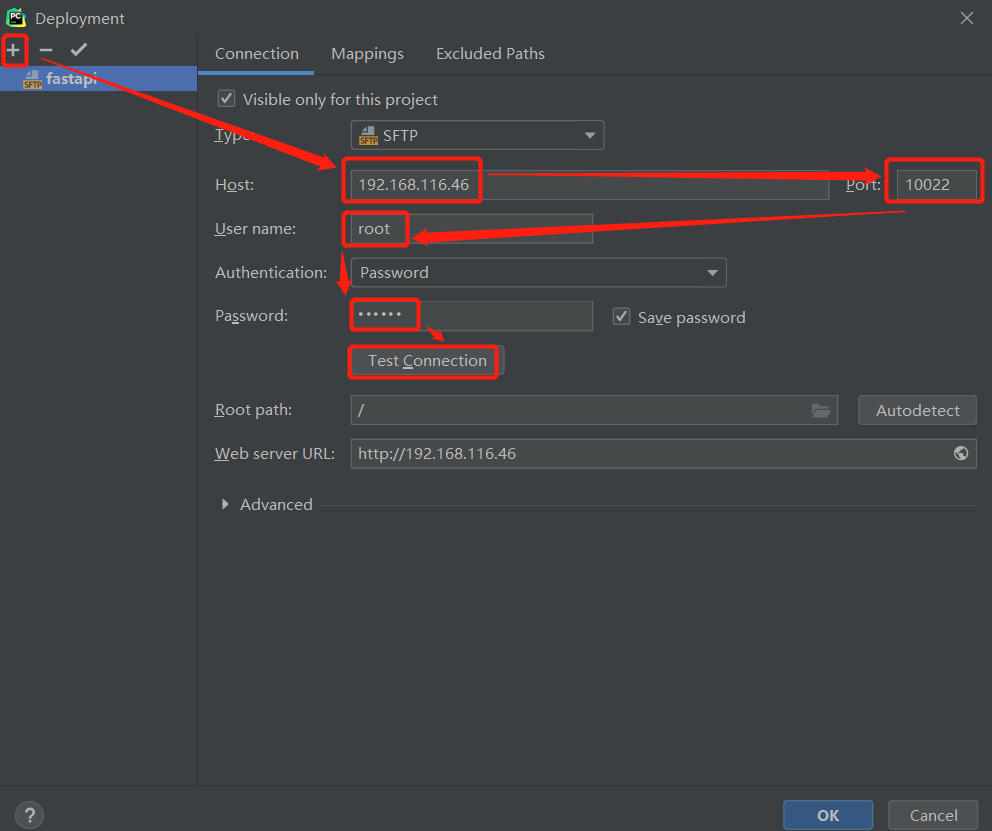 Deployment
Connection Mappings Excluded Paths
fastapi
Visible only for this project
Type: SFTP
Host: 192.168.116.46 Port: 10022
User name: root
Authentication: Password
Password: •••••• Save password
Test Connection
Root path: / Autodetect
Web server URL: http://192.168.116.46
Advanced
? OK Cancel